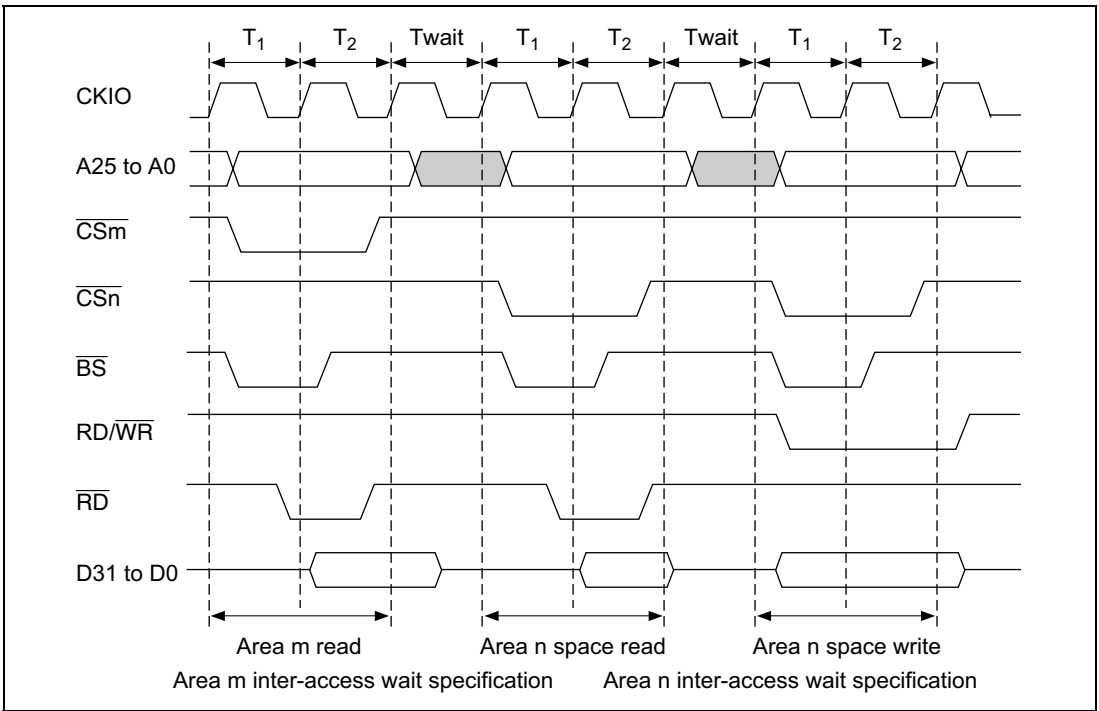 T1 T2 Twait T1 T2 Twait T1 T2
CKIO
A25 to A0
CSm
CSn
BS
RD/WR
RD
D31 to D0
Area m read Area n space read Area n space write
Area m inter-access wait specification Area n inter-access wait specification